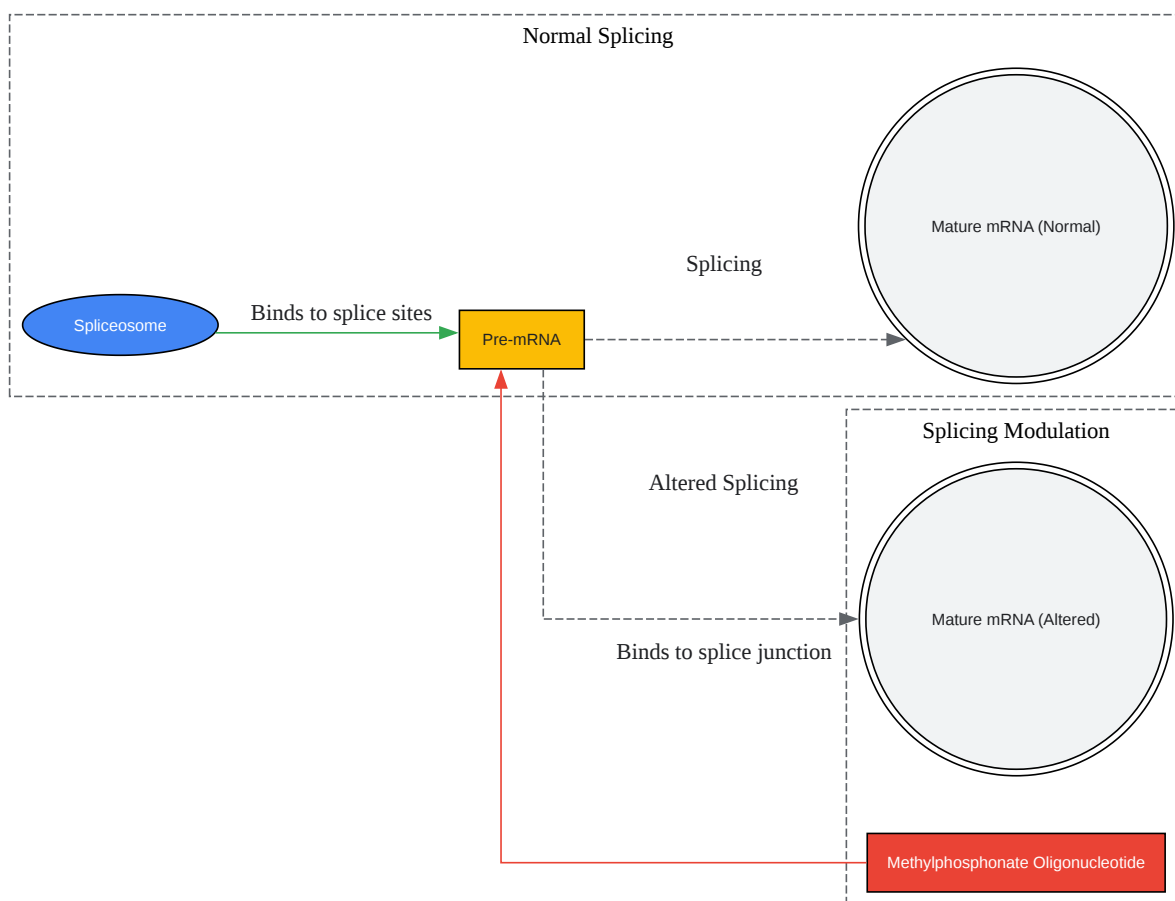 Normal Splicing
Mature mRNA (Normal)
Splicing
Binds to splice sites
Spliceosome
Pre-mRNA
Splicing Modulation
Altered Splicing
Mature mRNA (Altered)
Binds to splice junction
Methylphosphonate Oligonucleotide